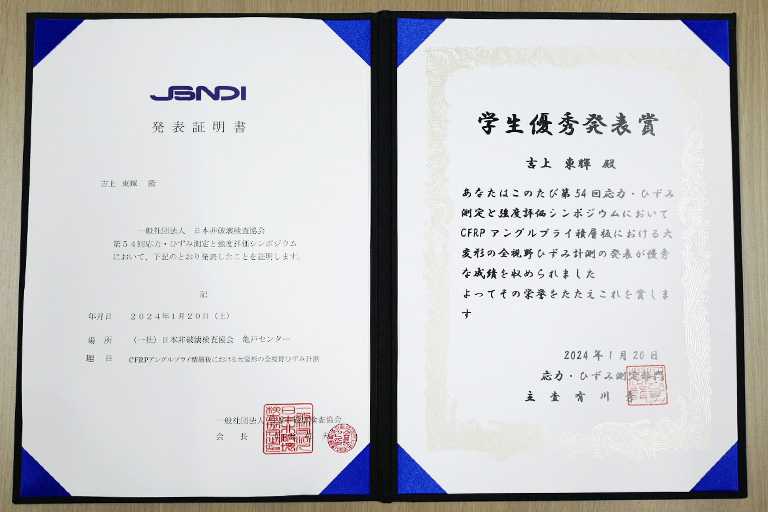 JSNDI
発表証明書
吉上 東輝 殿
一般社団法人 日本非破壊検査協会
第５４回応力・ひずみ測定と強度評価シンポジウム
において、下記のとおり発表したことを証明します。
記
年月日 ２０２４年１月２０日（土）
場 所 （一社）日本非破壊検査協会 亀戸センター
題 目 CFRPアングルプライ積層板における大変形の全視野ひずみ計測
一般社団法人 日本非破壊検査協会
会 長
学生優秀発表賞
吉上 東輝 殿
あなたはこのたび第54回応力・ひずみ
測定と強度評価シンポジウムにおいて
CFRPアングルプライ積層板における大
変形の全視野ひずみ計測の発表が優秀
な成績を収められました
よってその栄誉をたたえこれを賞しま
す
2024年1月20日
応力・ひずみ測定部門
主査 有川